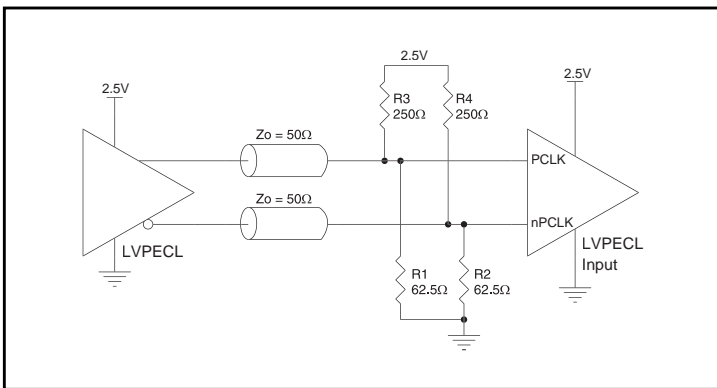 2.5V
2.5V
2.5V
R3
250Ω
R4
250Ω
Zo = 50Ω
PCLK
Zo = 50Ω
nPCLK
LVPECL
LVPECL
Input
R1
62.5Ω
R2
62.5Ω